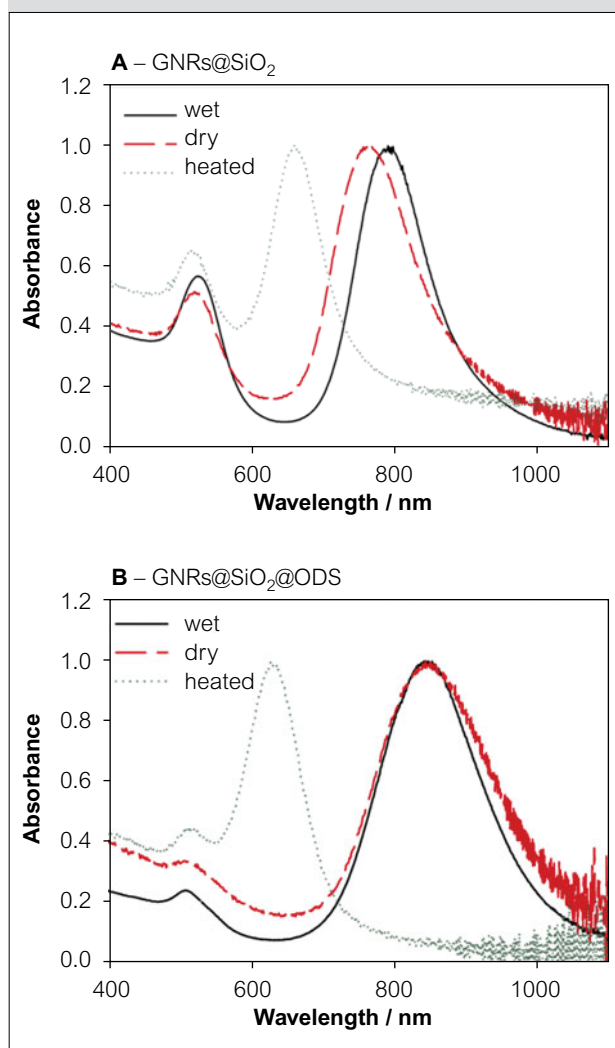 A – GNRs@SiO₂
1.2
wet
dry
heated
1.0
0.8
0.6
0.4
0.2
0.0
Absorbance
400 600 800 1000
Wavelength / nm
B – GNRs@SiO₂@ODS
1.2
wet
dry
heated
1.0
0.8
0.6
0.4
0.2
0.0
Absorbance
400 600 800 1000
Wavelength / nm